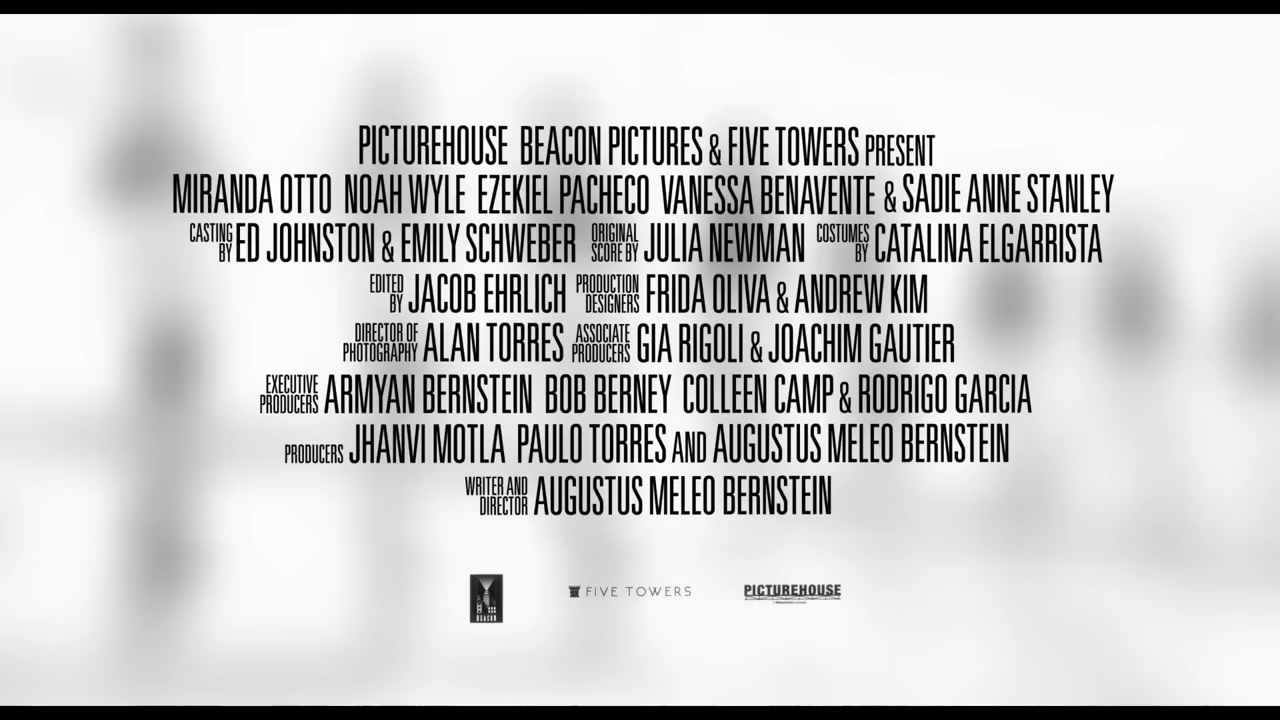 PICTUREHOUSE BEACON PICTURES & FIVE TOWERS PRESENT
MIRANDA OTTO NOAH WYLE EZEKIEL PACHECO VANESSA BENAVENTE & SADIE ANNE STANLEY
CASTING BY ED JOHNSTON & EMILY SCHWEBER ORIGINAL SCORE BY JULIA NEWMAN COSTUMES BY CATALINA ELGARRISTA
EDITED BY JACOB EHRLICH PRODUCTION DESIGNERS FRIDA OLIVA & ANDREW KIM
DIRECTOR OF PHOTOGRAPHY ALAN TORRES ASSOCIATE PRODUCERS GIA RIGOLI & JOACHIM GAUTIER
EXECUTIVE PRODUCERS ARMYAN BERNSTEIN BOB BERNEY COLLEEN CAMP & RODRIGO GARCIA
PRODUCERS JHANVI MOTLA PAULO TORRES AND AUGUSTUS MELEO BERNSTEIN
WRITER AND DIRECTOR AUGUSTUS MELEO BERNSTEIN
BEACON FIVE TOWERS PICTUREHOUSE